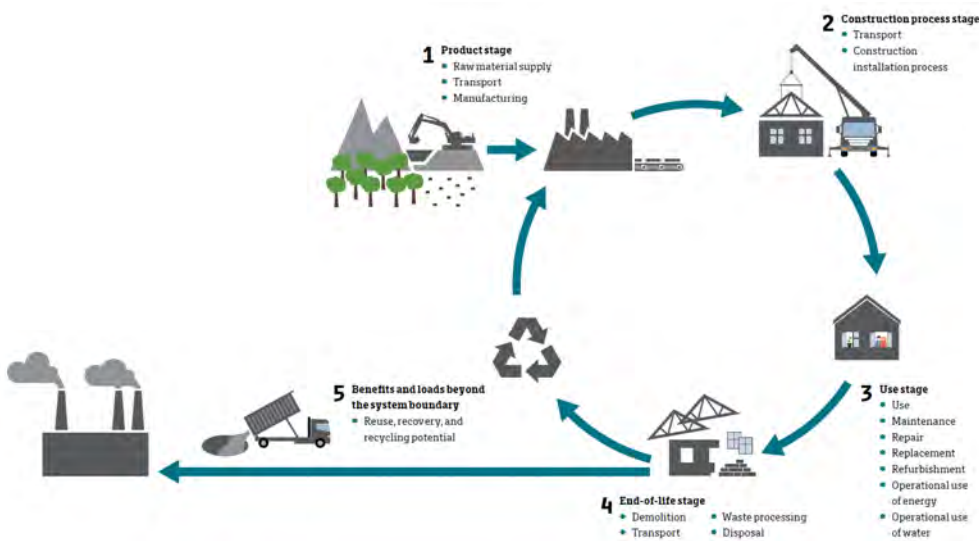 1 Product stage
Raw material supply
Transport
Manufacturing
2 Construction process stage
Transport
Construction
installation process
3 Use stage
Use
Maintenance
Repair
Replacement
Refurbishment
Operational use
of energy
Operational use
of water
4 End-of-life stage
Demolition
Transport
Waste processing
Disposal
5 Benefits and loads beyond
the system boundary
Reuse, recovery, and
recycling potential